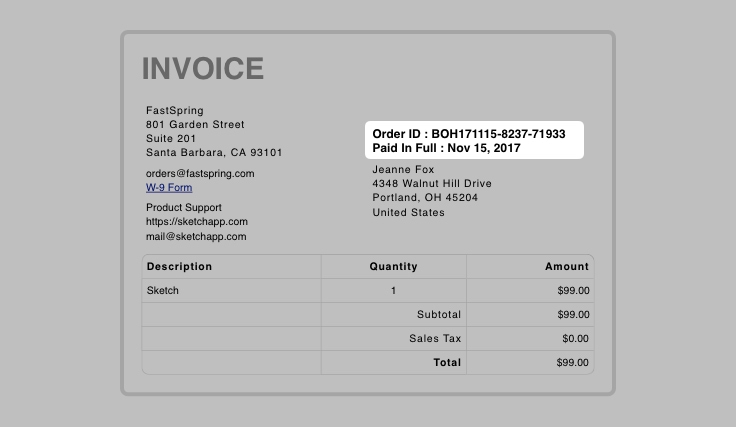 INVOICE
FastSpring
801 Garden Street
Suite 201
Santa Barbara, CA 93101
orders@fastspring.com
W-9 Form
Product Support
https://sketchapp.com
mail@sketchapp.com
Order ID : BOH171115-8237-71933
Paid In Full : Nov 15, 2017
Jeanne Fox
4348 Walnut Hill Drive
Portland, OH 45204
United States
Description Quantity Amount
Sketch 1 $99.00
Subtotal $99.00
Sales Tax $0.00
Total $99.00